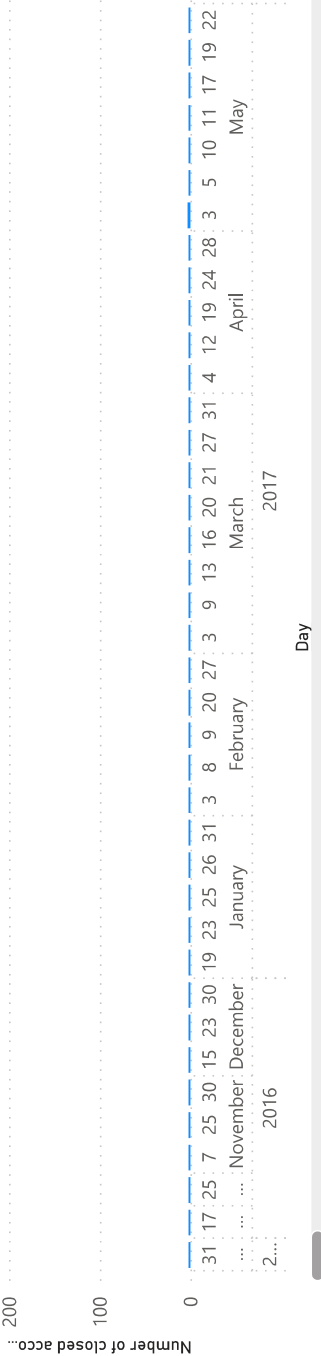 Number of closed acco...
200
100
0
31 17 25 7 25 30 15 23 30 19 23 25 26 31 3 8 9 20 27 3 9 13 16 20 21 27 31 4 12 19 24 28 3 5 10 11 17 19 22
... ... ... November December January February March April May
2... 2016 2017
Day